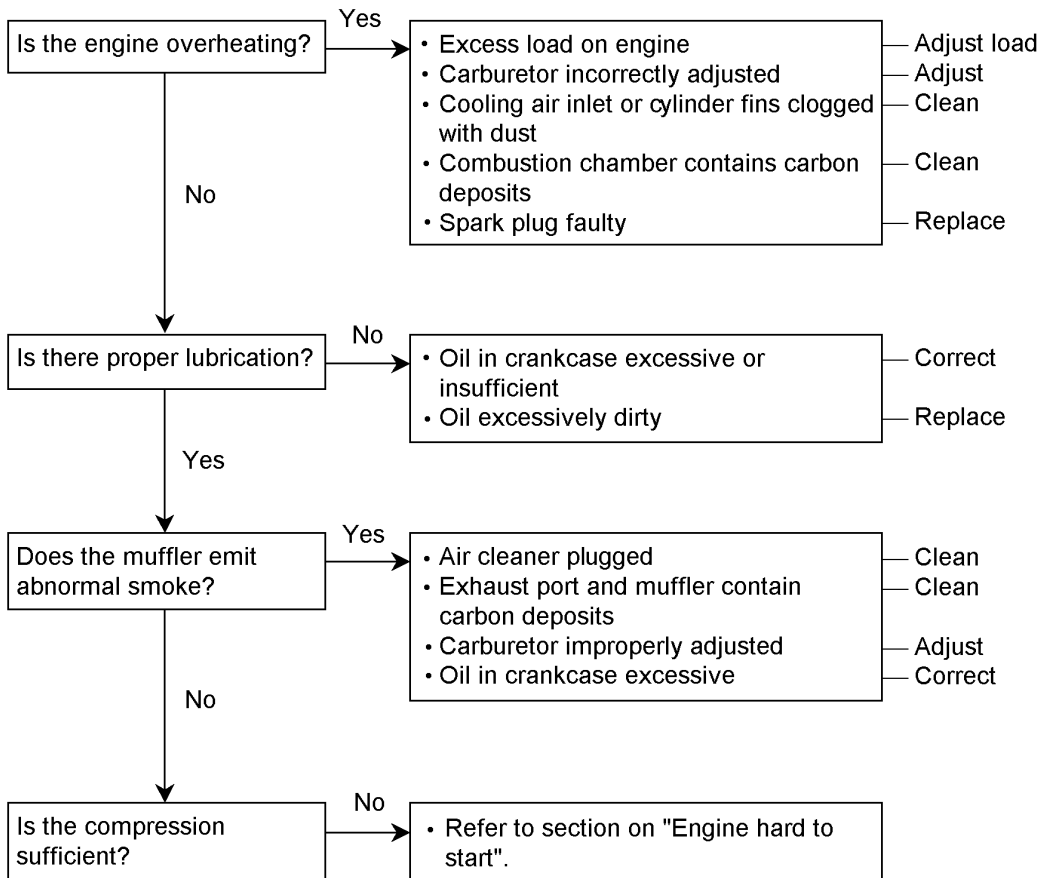 Is the engine overheating?
Yes
• Excess load on engine
Adjust load
• Carburetor incorrectly adjusted
Adjust
• Cooling air inlet or cylinder fins clogged
with dust
Clean
• Combustion chamber contains carbon
deposits
Clean
• Spark plug faulty
Replace
No
Is there proper lubrication?
No
• Oil in crankcase excessive or
insufficient
Correct
• Oil excessively dirty
Replace
Yes
Does the muffler emit
abnormal smoke?
Yes
• Air cleaner plugged
Clean
• Exhaust port and muffler contain
carbon deposits
Clean
• Carburetor improperly adjusted
Adjust
• Oil in crankcase excessive
Correct
No
Is the compression
sufficient?
No
• Refer to section on "Engine hard to
start".